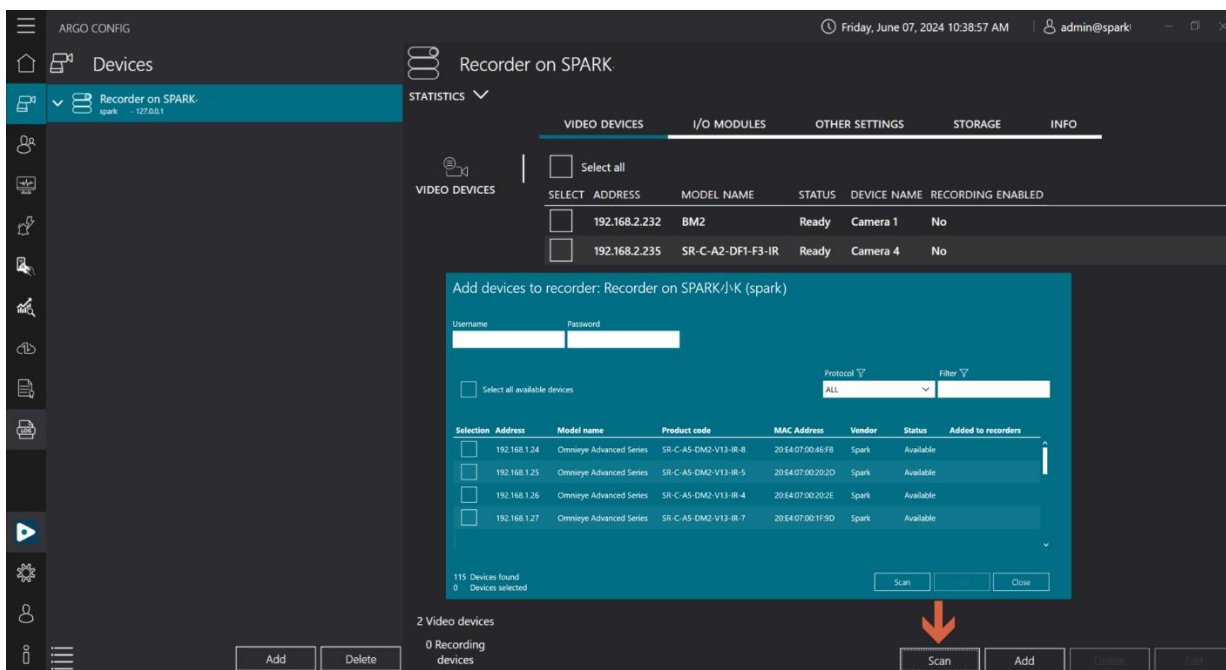 ARGO CONFIG
Friday, June 07, 2024 10:38:57 AM
admin@spark
Devices
Recorder on SPARK
spark - 127.0.0.1
Recorder on SPARK
STATISTICS
VIDEO DEVICES I/O MODULES OTHER SETTINGS STORAGE INFO
VIDEO DEVICES
Select all
SELECT ADDRESS MODEL NAME STATUS DEVICE NAME RECORDING ENABLED
192.168.2.232 BM2 Ready Camera 1 No
192.168.2.235 SR-C-A2-DF1-F3-IR Ready Camera 4 No
Add devices to recorder: Recorder on SPARK小K (spark)
Username Password
Protocol Filter
Select all available devices
ALL
Selection Address Model name Product code MAC Address Vendor Status Added to recorders
192.168.1.24 Omnieye Advanced Series SR-C-A5-DM2-V13-IR-8 20:E4:07:00:46:F8 Spark Available
192.168.1.25 Omnieye Advanced Series SR-C-A5-DM2-V13-IR-5 20:E4:07:00:20:2D Spark Available
192.168.1.26 Omnieye Advanced Series SR-C-A5-DM2-V13-IR-4 20:E4:07:00:20:2E Spark Available
192.168.1.27 Omnieye Advanced Series SR-C-A5-DM2-V13-IR-7 20:E4:07:00:1F:9D Spark Available
115 Devices found
0 Devices selected
Scan Add Close
2 Video devices
0 Recording
devices
Add Delete
Scan Add Delete Edit
LOG